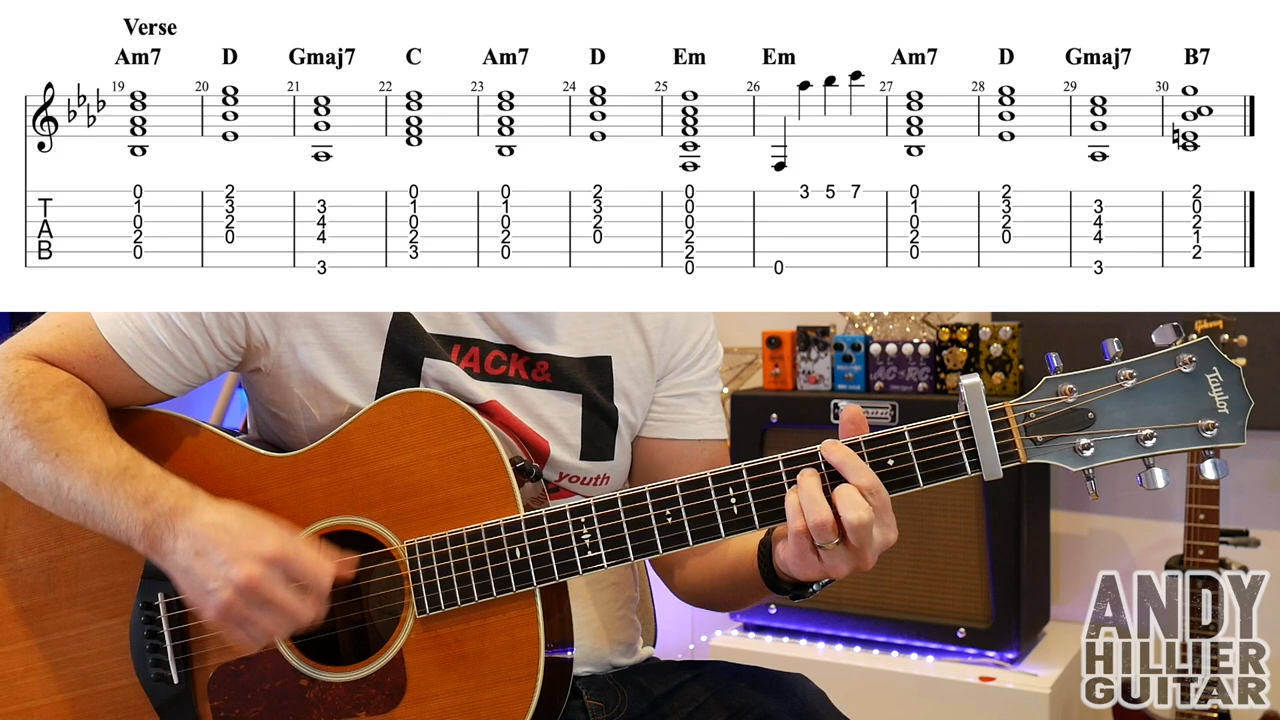 Verse
Am7 D Gmaj7 C Am7 D Em Em Am7 D Gmaj7 B7
19 20 21 22 23 24 25 26 27 28 29 30
0 2 0 0 2 0 3 5 7 0 2 2
T 1 3 3 1 1 3 0 1 3 3 0
A 0 2 4 0 0 2 0 0 2 4 2
2 0 4 2 2 0 2 2 0 4 1
B 0 3 0 2 0 2
3 0 0 3
JACK&
youth
AC RC
Gibson
Taylor
ANDY
HILLIER
GUITAR